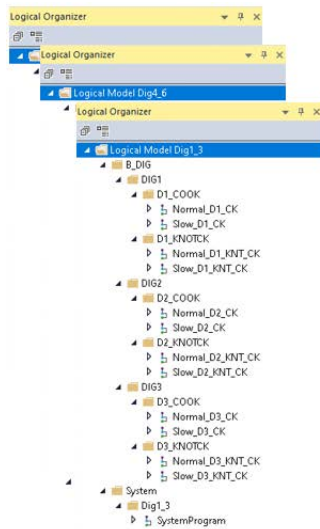 Logical Organizer
Logical Organizer
Logical Model Dig4_6
Logical Organizer
Logical Model Dig1_3
B_DIG
DIG1
D1_COOK
Normal_D1_CK
Slow_D1_CK
D1_KNOTCK
Normal_D1_KNT_CK
Slow_D1_KNT_CK
DIG2
D2_COOK
Normal_D2_CK
Slow_D2_CK
D2_KNOTCK
Normal_D2_KNT_CK
Slow_D2_KNT_CK
DIG3
D3_COOK
Normal_D3_CK
Slow_D3_CK
D3_KNOTCK
Normal_D3_KNT_CK
Slow_D3_KNT_CK
System
Dig1_3
SystemProgram